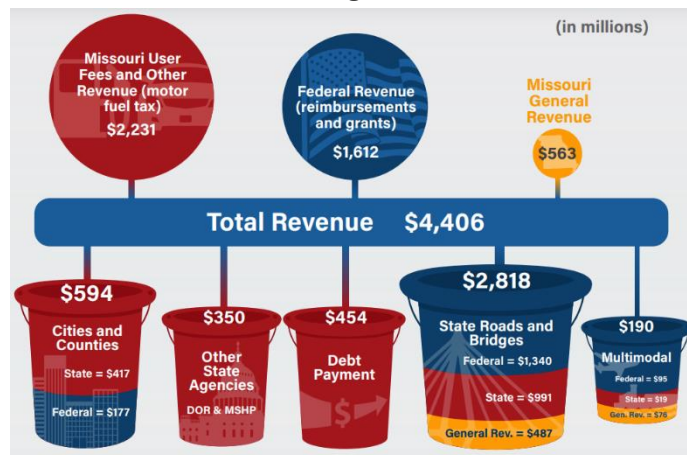 (in millions)
Missouri User
Fees and Other
Revenue (motor
fuel tax)
$2,231
Federal Revenue
(reimbursements
and grants)
$1,612
Missouri
General
Revenue
$563
Total Revenue $4,406
$594
Cities and
Counties
State = $417
Federal = $177
$350
Other
State
Agencies
DOR & MSHP
$454
Debt
Payment
$
$2,818
State Roads and
Bridges
Federal = $1,340
State = $991
General Rev. = $487
$190
Multimodal
Federal = $95
State = $19
Gen. Rev. = $76